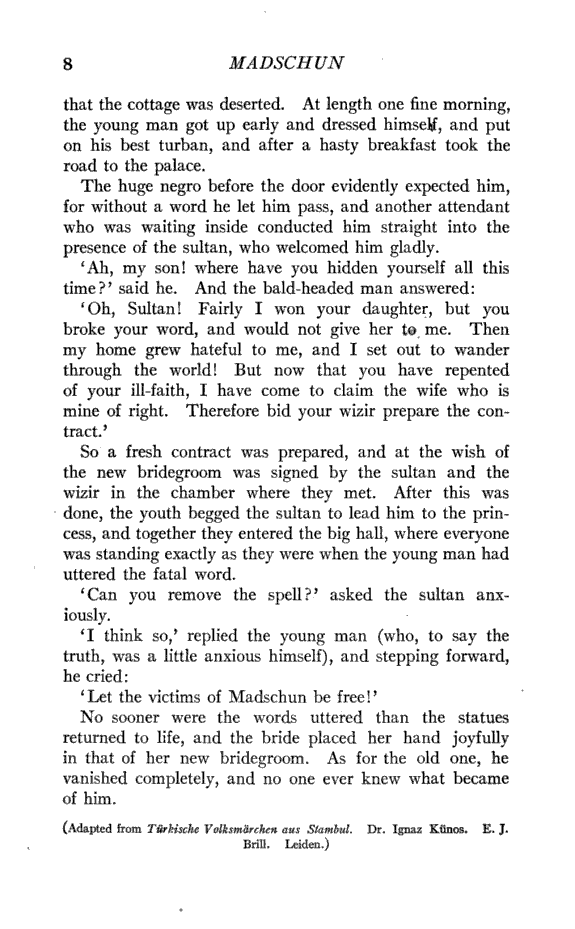 8 MADSCHUN
that the cottage was deserted. At length one fine morning,
the young man got up early and dressed himself, and put
on his best turban, and after a hasty breakfast took the
road to the palace.
The huge negro before the door evidently expected him,
for without a word he let him pass, and another attendant
who was waiting inside conducted him straight into the
presence of the sultan, who welcomed him gladly.
‘Ah, my son! where have you hidden yourself all this
time?’ said he. And the bald-headed man answered:
‘Oh, Sultan! Fairly I won your daughter, but you
broke your word, and would not give her to me. Then
my home grew hateful to me, and I set out to wander
through the world! But now that you have repented
of your ill-faith, I have come to claim the wife who is
mine of right. Therefore bid your wizir prepare the con-
tract.’
So a fresh contract was prepared, and at the wish of
the new bridegroom was signed by the sultan and the
wizir in the chamber where they met. After this was
done, the youth begged the sultan to lead him to the prin-
cess, and together they entered the big hall, where everyone
was standing exactly as they were when the young man had
uttered the fatal word.
‘Can you remove the spell?’ asked the sultan anx-
iously.
‘I think so,’ replied the young man (who, to say the
truth, was a little anxious himself), and stepping forward,
he cried:
‘Let the victims of Madschun be free!’
No sooner were the words uttered than the statues
returned to life, and the bride placed her hand joyfully
in that of her new bridegroom. As for the old one, he
vanished completely, and no one ever knew what became
of him.
(Adapted from Türkische Volksmärchen aus Stambul. Dr. Ignaz Künos. E. J.
Brill. Leiden.)